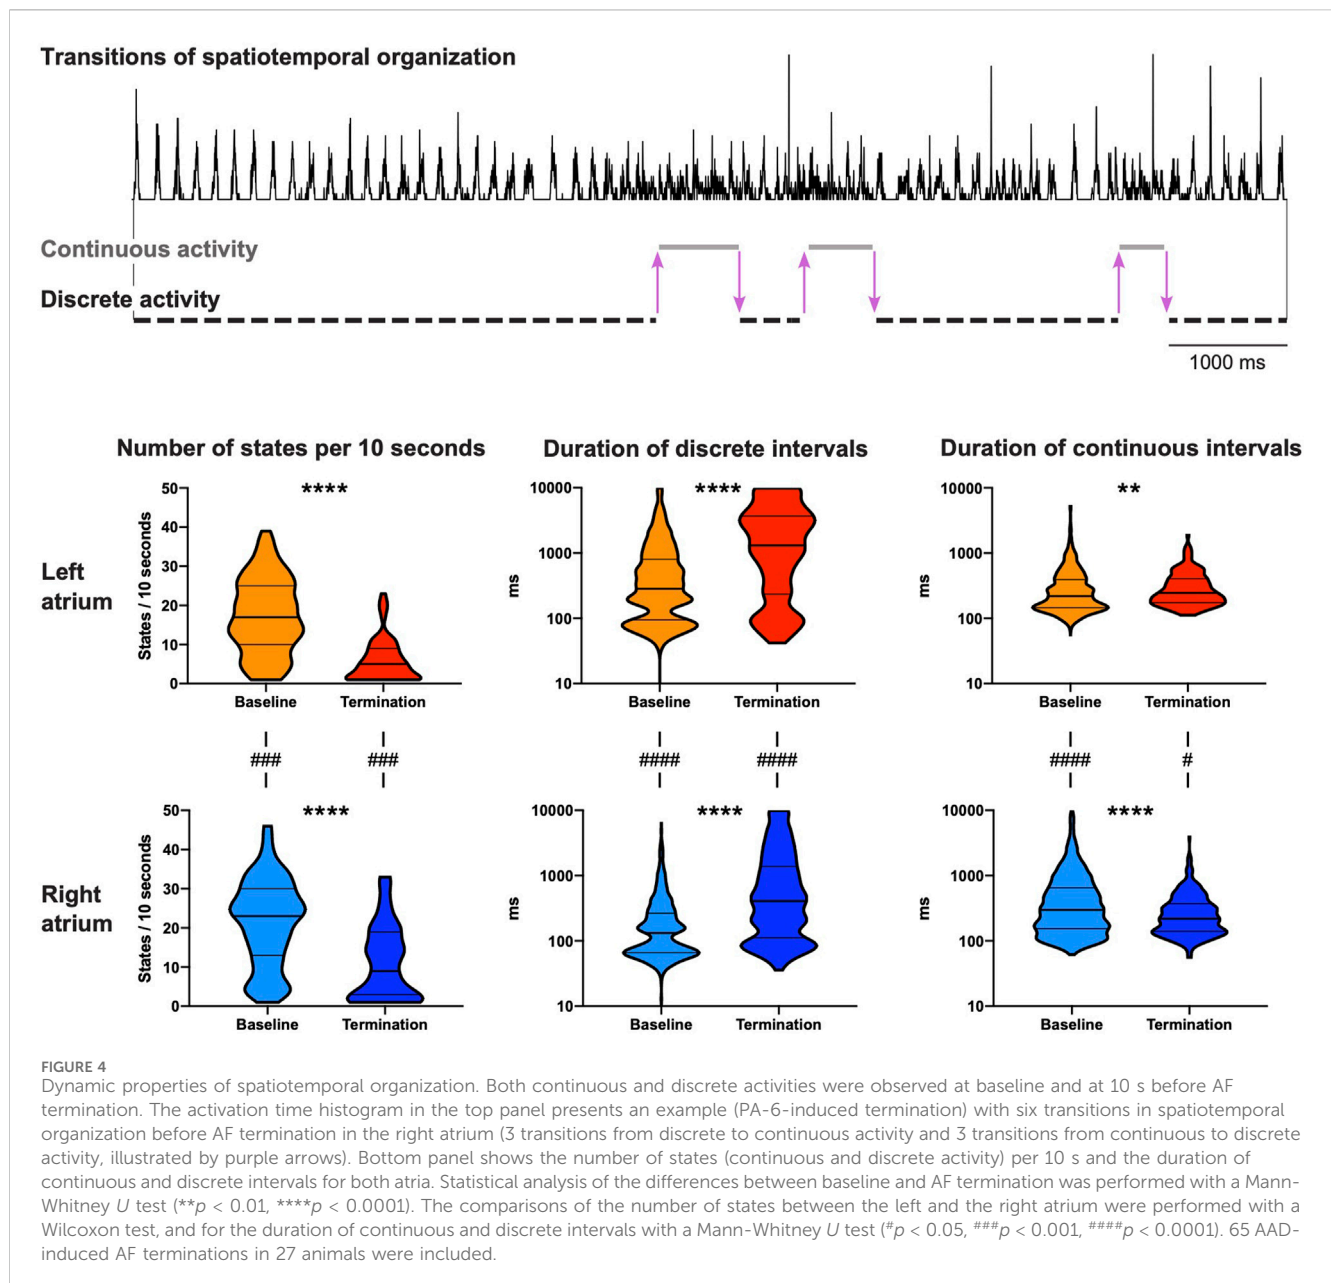 Transitions of spatiotemporal organization
Continuous activity
Discrete activity
1000 ms
Number of states per 10 seconds
Duration of discrete intervals
Duration of continuous intervals
Left
atrium
States / 10 seconds
50
40
30
20
10
0
****
Baseline
Termination
ms
10000
1000
100
10
****
Baseline
Termination
ms
10000
1000
100
10
**
Baseline
Termination
###
###
####
####
####
#
Right
atrium
States / 10 seconds
50
40
30
20
10
0
****
Baseline
Termination
ms
10000
1000
100
10
****
Baseline
Termination
ms
10000
1000
100
10
****
Baseline
Termination
FIGURE 4
Dynamic properties of spatiotemporal organization. Both continuous and discrete activities were observed at baseline and at 10 s before AF
termination. The activation time histogram in the top panel presents an example (PA-6-induced termination) with six transitions in spatiotemporal
organization before AF termination in the right atrium (3 transitions from discrete to continuous activity and 3 transitions from continuous to discrete
activity, illustrated by purple arrows). Bottom panel shows the number of states (continuous and discrete activity) per 10 s and the duration of
continuous and discrete intervals for both atria. Statistical analysis of the differences between baseline and AF termination was performed with a Mann-
Whitney U test (**p < 0.01, ****p < 0.0001). The comparisons of the number of states between the left and the right atrium were performed with a
Wilcoxon test, and for the duration of continuous and discrete intervals with a Mann-Whitney U test (#p < 0.05, ###p < 0.001, ####p < 0.0001). 65 AAD-
induced AF terminations in 27 animals were included.